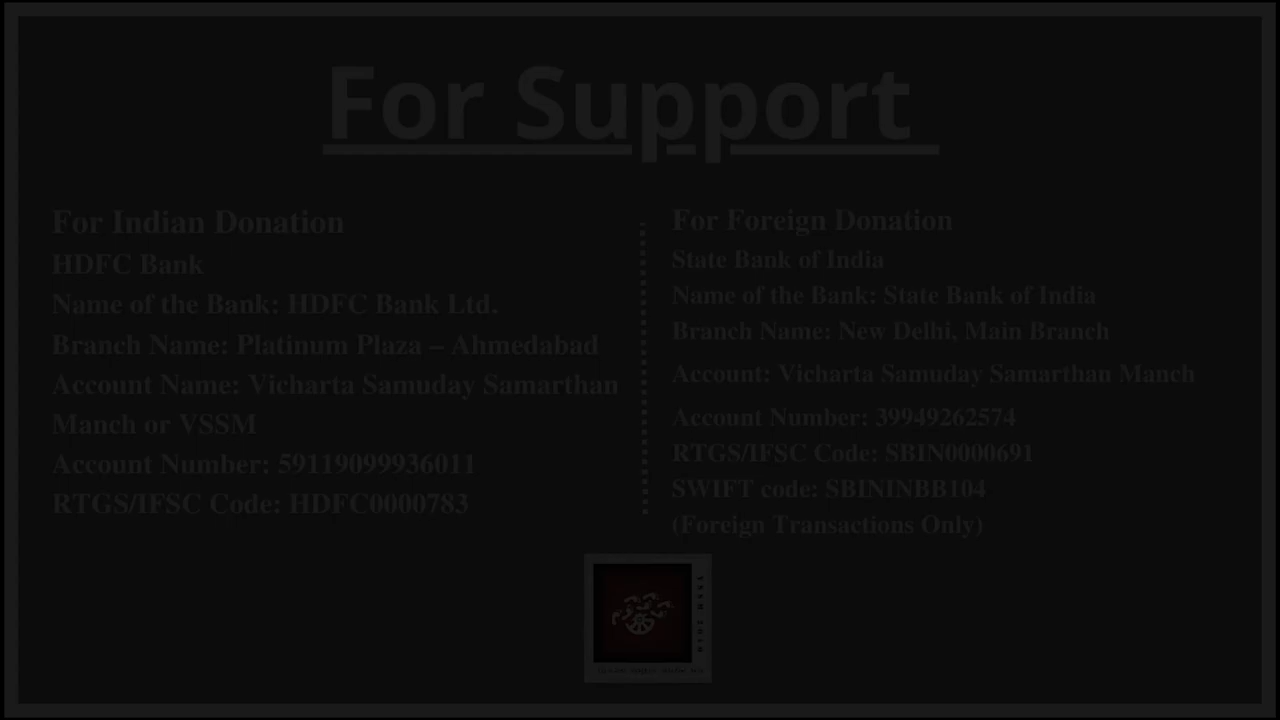 For Support
For Indian Donation
HDFC Bank
Name of the Bank: HDFC Bank Ltd.
Branch Name: Platinum Plaza – Ahmedabad
Account Name: Vicharta Samuday Samarthan
Manch or VSSM
Account Number: 59119099936011
RTGS/IFSC Code: HDFC0000783
For Foreign Donation
State Bank of India
Name of the Bank: State Bank of India
Branch Name: New Delhi, Main Branch
Account: Vicharta Samuday Samarthan Manch
Account Number: 39949262574
RTGS/IFSC Code: SBIN0000691
SWIFT code: SBININBB104
(Foreign Transactions Only)